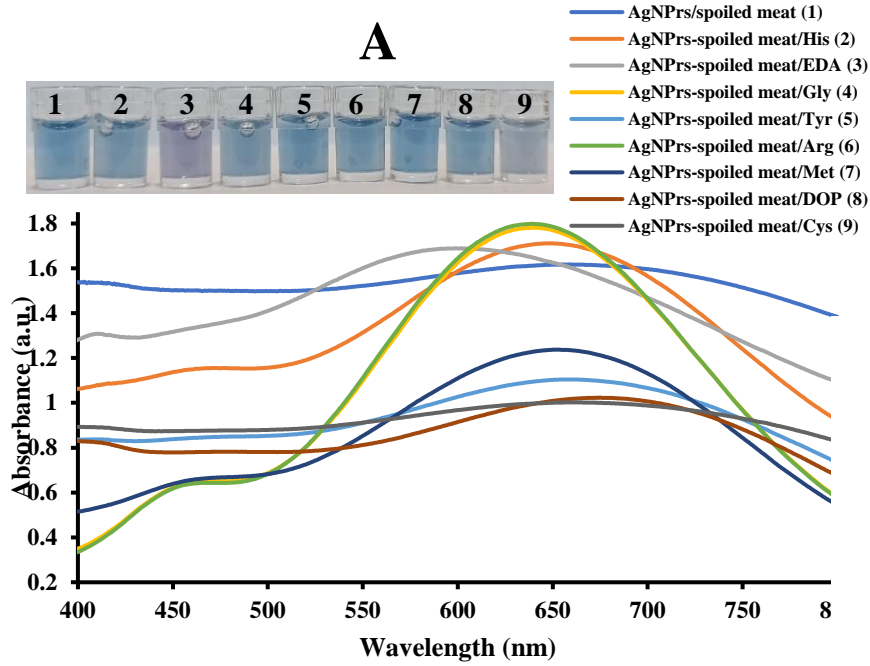 A
1 2 3 4 5 6 7 8 9
AgNPrs/spoiled meat (1)
AgNPrs-spoiled meat/His (2)
AgNPrs-spoiled meat/EDA (3)
AgNPrs-spoiled meat/Gly (4)
AgNPrs-spoiled meat/Tyr (5)
AgNPrs-spoiled meat/Arg (6)
AgNPrs-spoiled meat/Met (7)
AgNPrs-spoiled meat/DOP (8)
AgNPrs-spoiled meat/Cys (9)
Absorbance (a.u.)
1.8
1.6
1.4
1.2
1
0.8
0.6
0.4
0.2
400 450 500 550 600 650 700 750 8
Wavelength (nm)